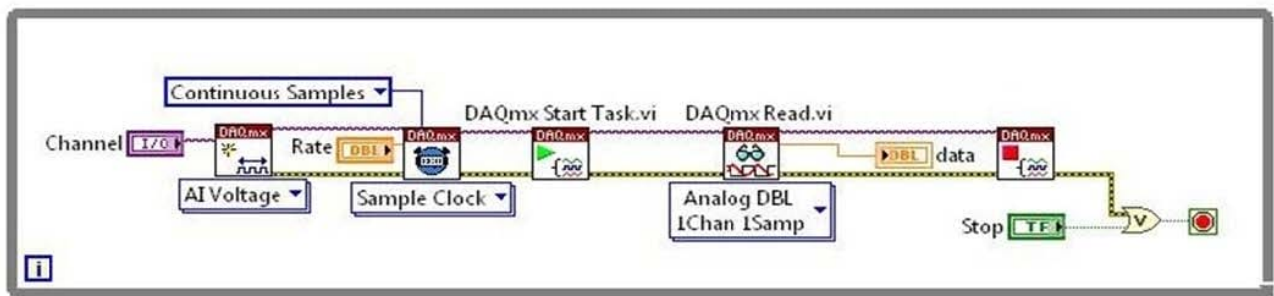 Continuous Samples
DAQmx Start Task.vi DAQmx Read.vi
Channel I/O DAQmx Rate DBL DAQmx DAQmx DAQmx DBL data DAQmx
AI Voltage Sample Clock Analog DBL
1Chan 1Samp
Stop TF V
i